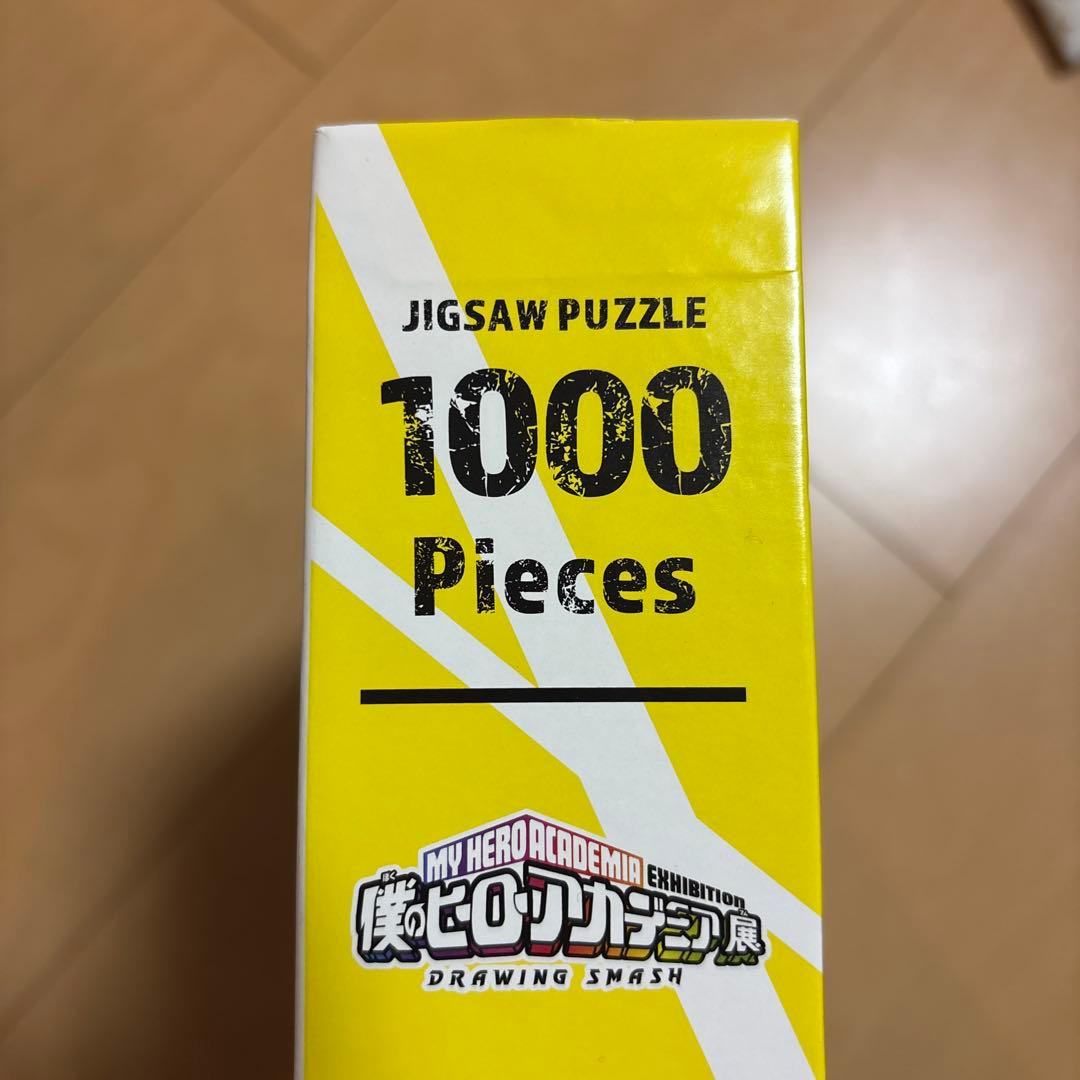 JIGSAW PUZZLE
1000
Pieces
MY HERO ACADEMIA EXHIBITION
僕のヒーローアカデミア展
DRAWING SMASH